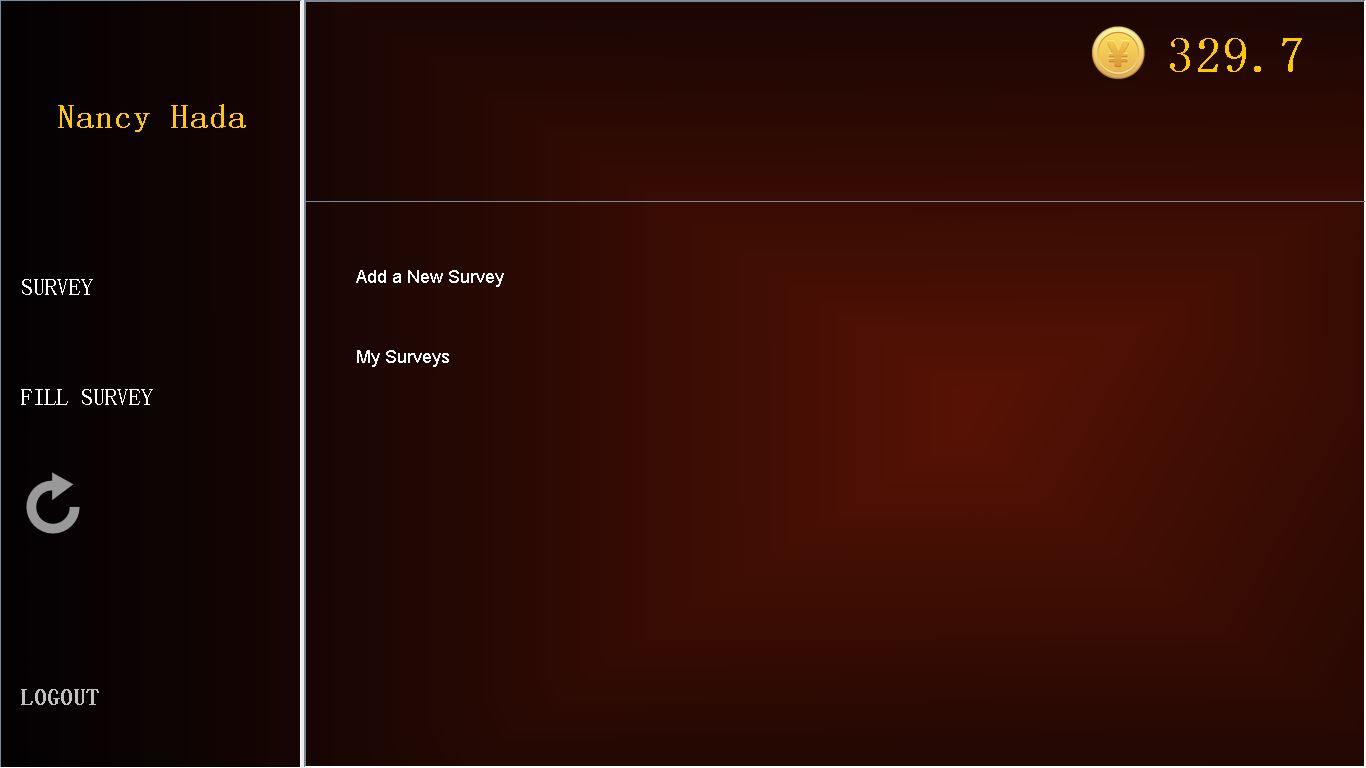 Nancy Hada
SURVEY
FILL SURVEY
LOGOUT
¥ 329.7
Add a New Survey
My Surveys